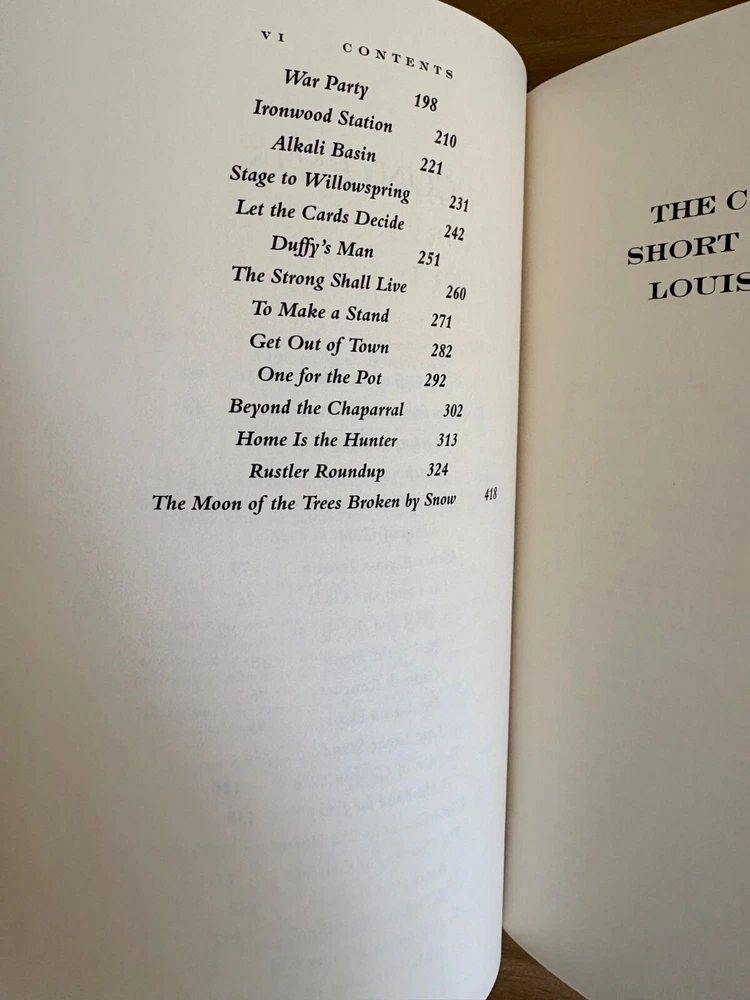 VI CONTENTS
War Party 198
Ironwood Station 210
Alkali Basin 221
Stage to Willowspring 231
Let the Cards Decide 242
Duffy's Man 251
The Strong Shall Live 260
To Make a Stand 271
Get Out of Town 282
One for the Pot 292
Beyond the Chaparral 302
Home Is the Hunter 313
Rustler Roundup 324
The Moon of the Trees Broken by Snow 418
THE C
SHORT
LOUIS